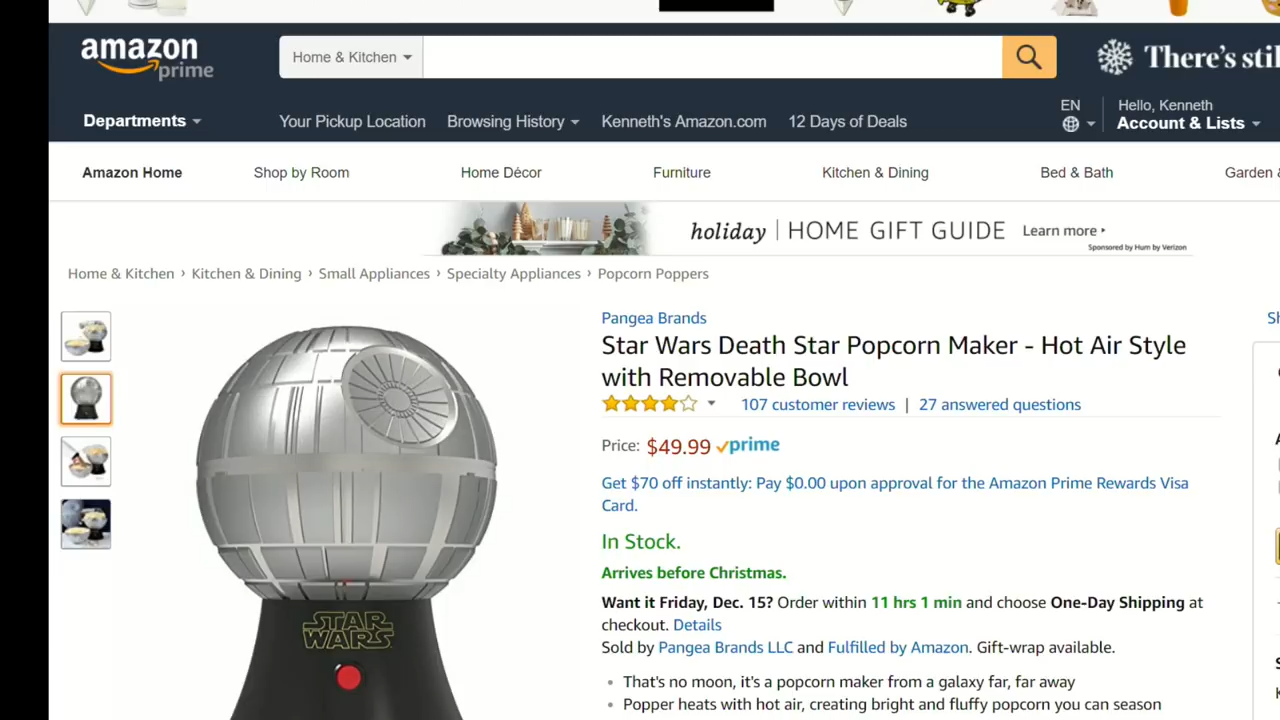 amazon prime
Home & Kitchen
There's stil
Departments
Your Pickup Location
Browsing History
Kenneth's Amazon.com
12 Days of Deals
EN
Hello, Kenneth
Account & Lists
Amazon Home
Shop by Room
Home Décor
Furniture
Kitchen & Dining
Bed & Bath
Garden &
holiday | HOME GIFT GUIDE Learn more
Sponsored by Hum by Verizon
Home & Kitchen › Kitchen & Dining › Small Appliances › Specialty Appliances › Popcorn Poppers
Pangea Brands
Sh
Star Wars Death Star Popcorn Maker - Hot Air Style
with Removable Bowl
107 customer reviews | 27 answered questions
Price: $49.99 prime
Get $70 off instantly: Pay $0.00 upon approval for the Amazon Prime Rewards Visa
Card.
In Stock.
Arrives before Christmas.
Want it Friday, Dec. 15? Order within 11 hrs 1 min and choose One-Day Shipping at
checkout. Details
Sold by Pangea Brands LLC and Fulfilled by Amazon. Gift-wrap available.
• That's no moon, it's a popcorn maker from a galaxy far, far away
• Popper heats with hot air, creating bright and fluffy popcorn you can season
STAR
WARS